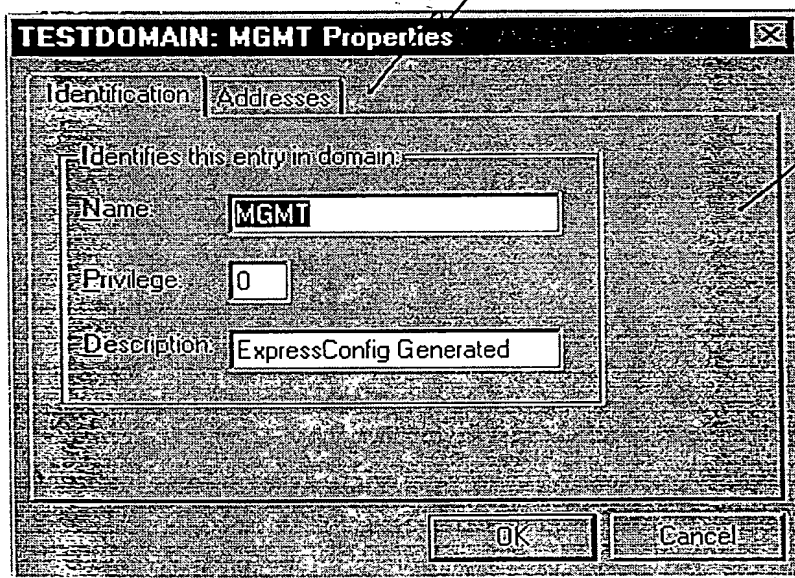 TESTDOMAIN: MGMT Properties
Identification Addresses
Identifies this entry in domain:
Name: MGMT
Privilege: 0
Description: ExpressConfig Generated
OK Cancel